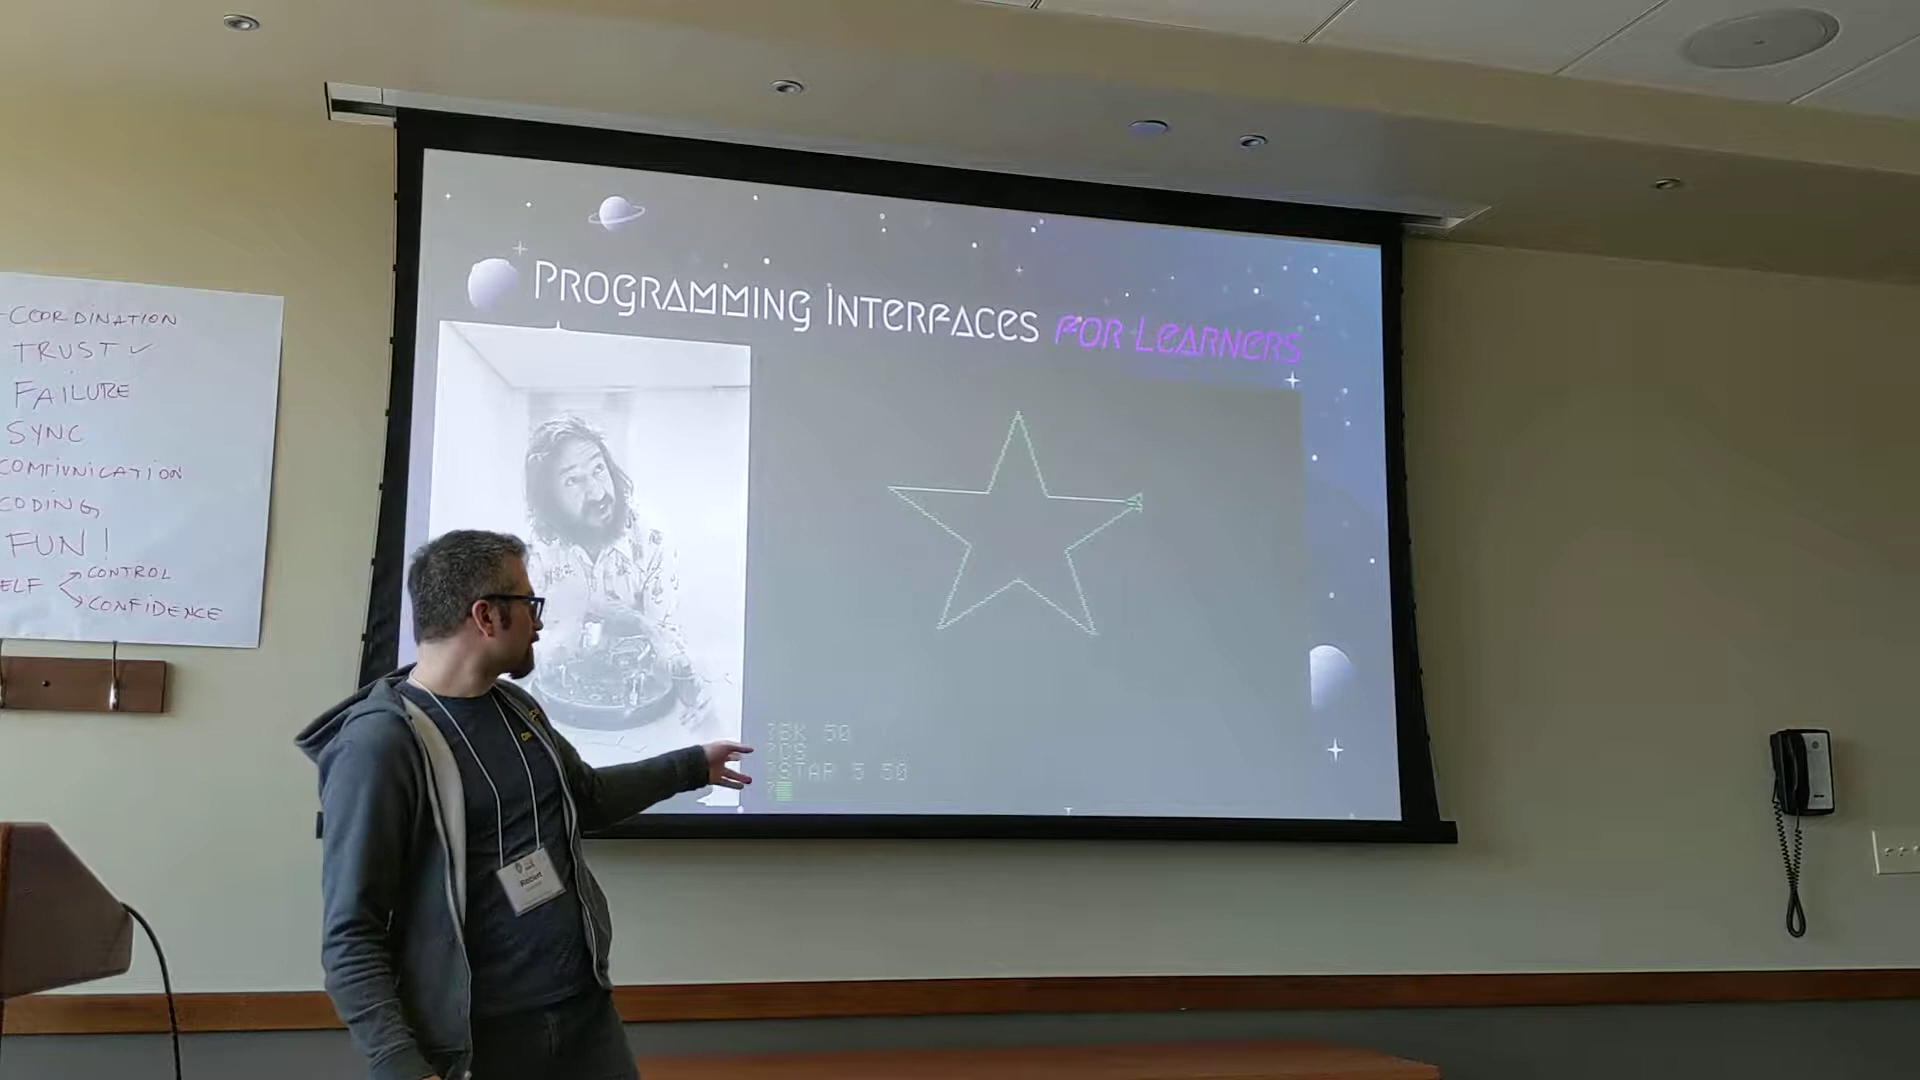 COORDINATION
TRUST ✓
FAILURE
SYNC
COMMUNICATION
CODING,
FUN!
ELF
CONTROL
CONFIDENCE
PROGRAMMING INTERFACES FOR LEARNERS
?BK 50
?CS
?STAR 5 50
?
Robert